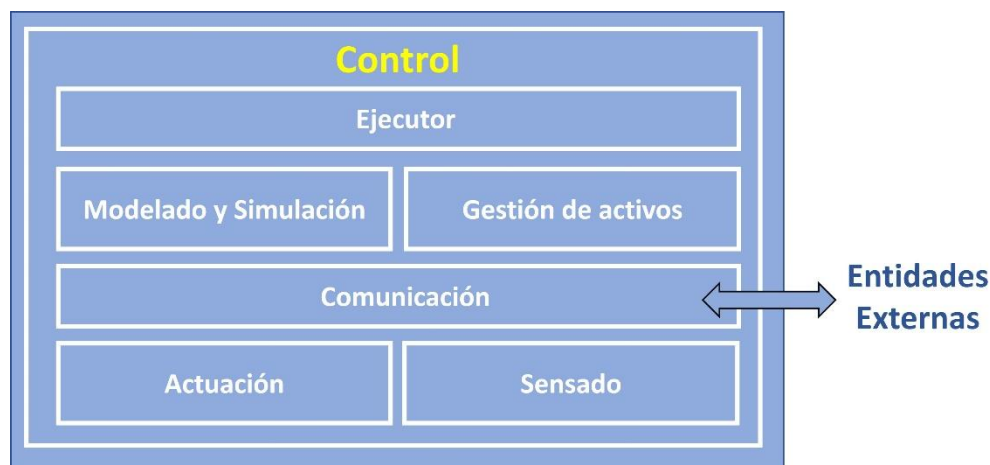 Control
Ejecutor
Modelado y Simulación
Gestión de activos
Comunicación
Entidades
Externas
Actuación
Sensado